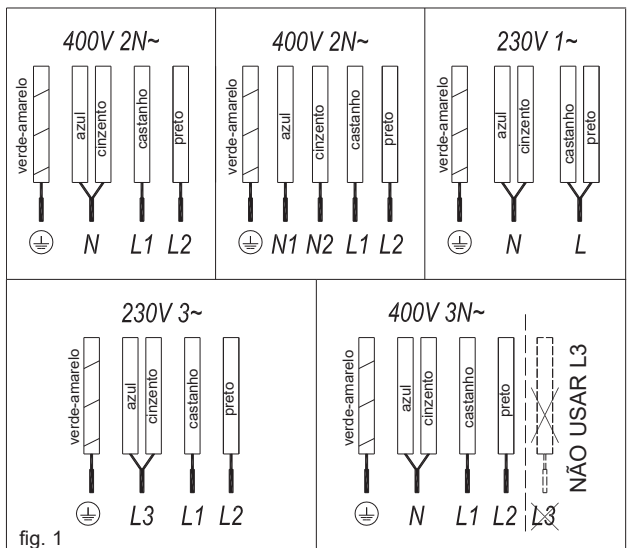 400V 2N~
verde-amarelo
azul
cinzento
castanho
preto
N L1 L2
400V 2N~
verde-amarelo
azul
cinzento
castanho
preto
N1 N2 L1 L2
230V 1~
verde-amarelo
azul
cinzento
castanho
preto
N L
230V 3~
verde-amarelo
azul
cinzento
castanho
preto
L3 L1 L2
400V 3N~
verde-amarelo
azul
cinzento
castanho
preto
NÃO USAR L3
N L1 L2 L3
fig. 1